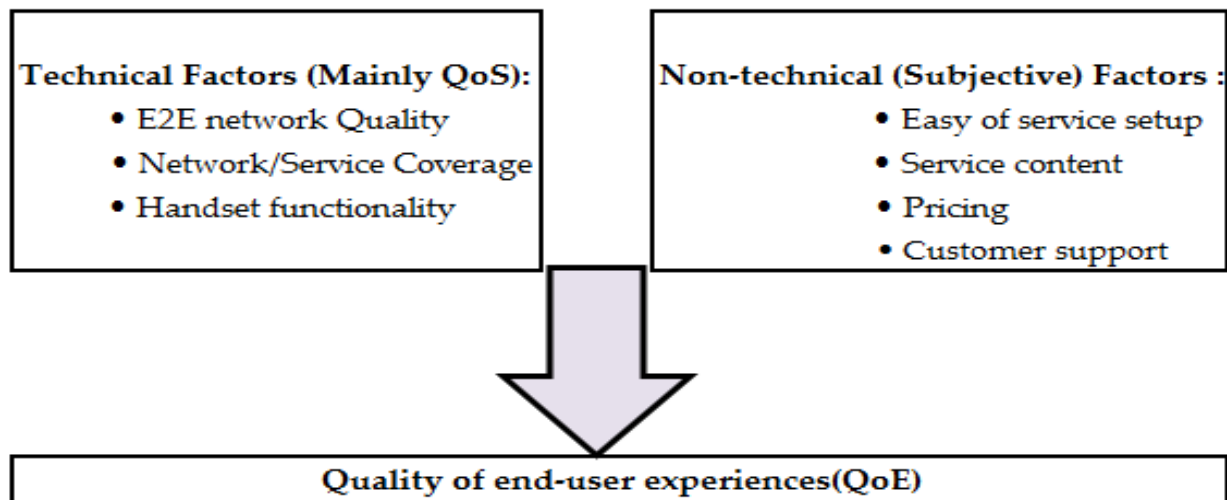 Technical Factors (Mainly QoS):
• E2E network Quality
• Network/Service Coverage
• Handset functionality
Non-technical (Subjective) Factors :
• Easy of service setup
• Service content
• Pricing
• Customer support
Quality of end-user experiences(QoE)